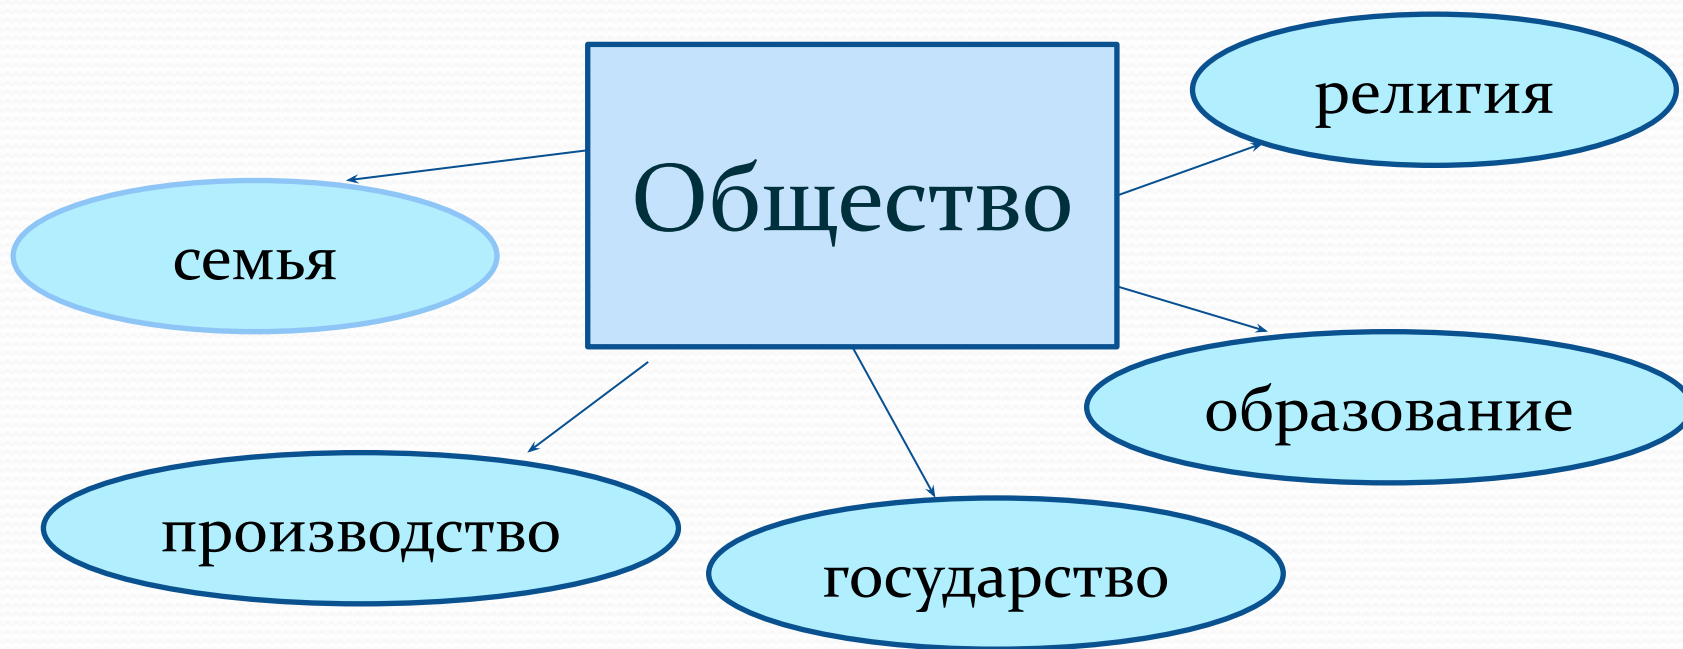 религия
Общество
семья
образование
производство
государство